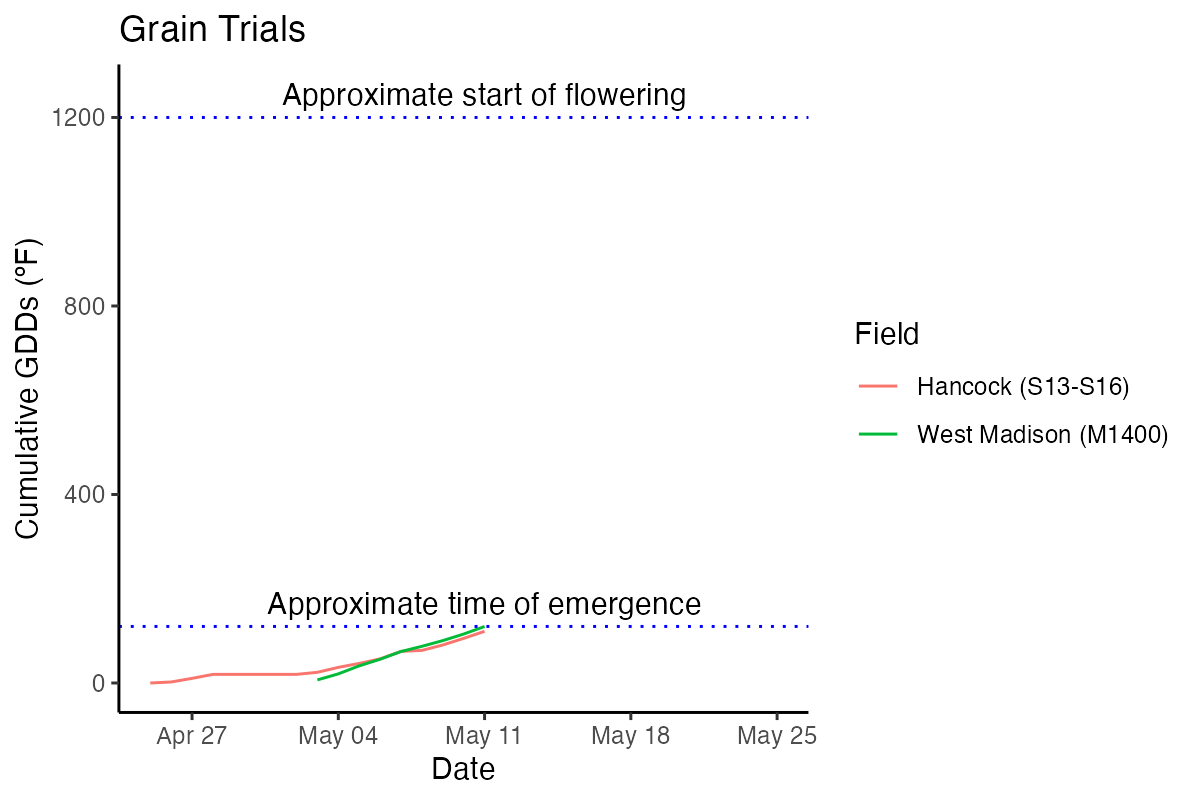 Grain Trials
Approximate start of flowering
1200
800
400
0
Cumulative GDDs (°F)
Approximate time of emergence
Apr 27
May 04
May 11
May 18
May 25
Date
Field
Hancock (S13-S16)
West Madison (M1400)